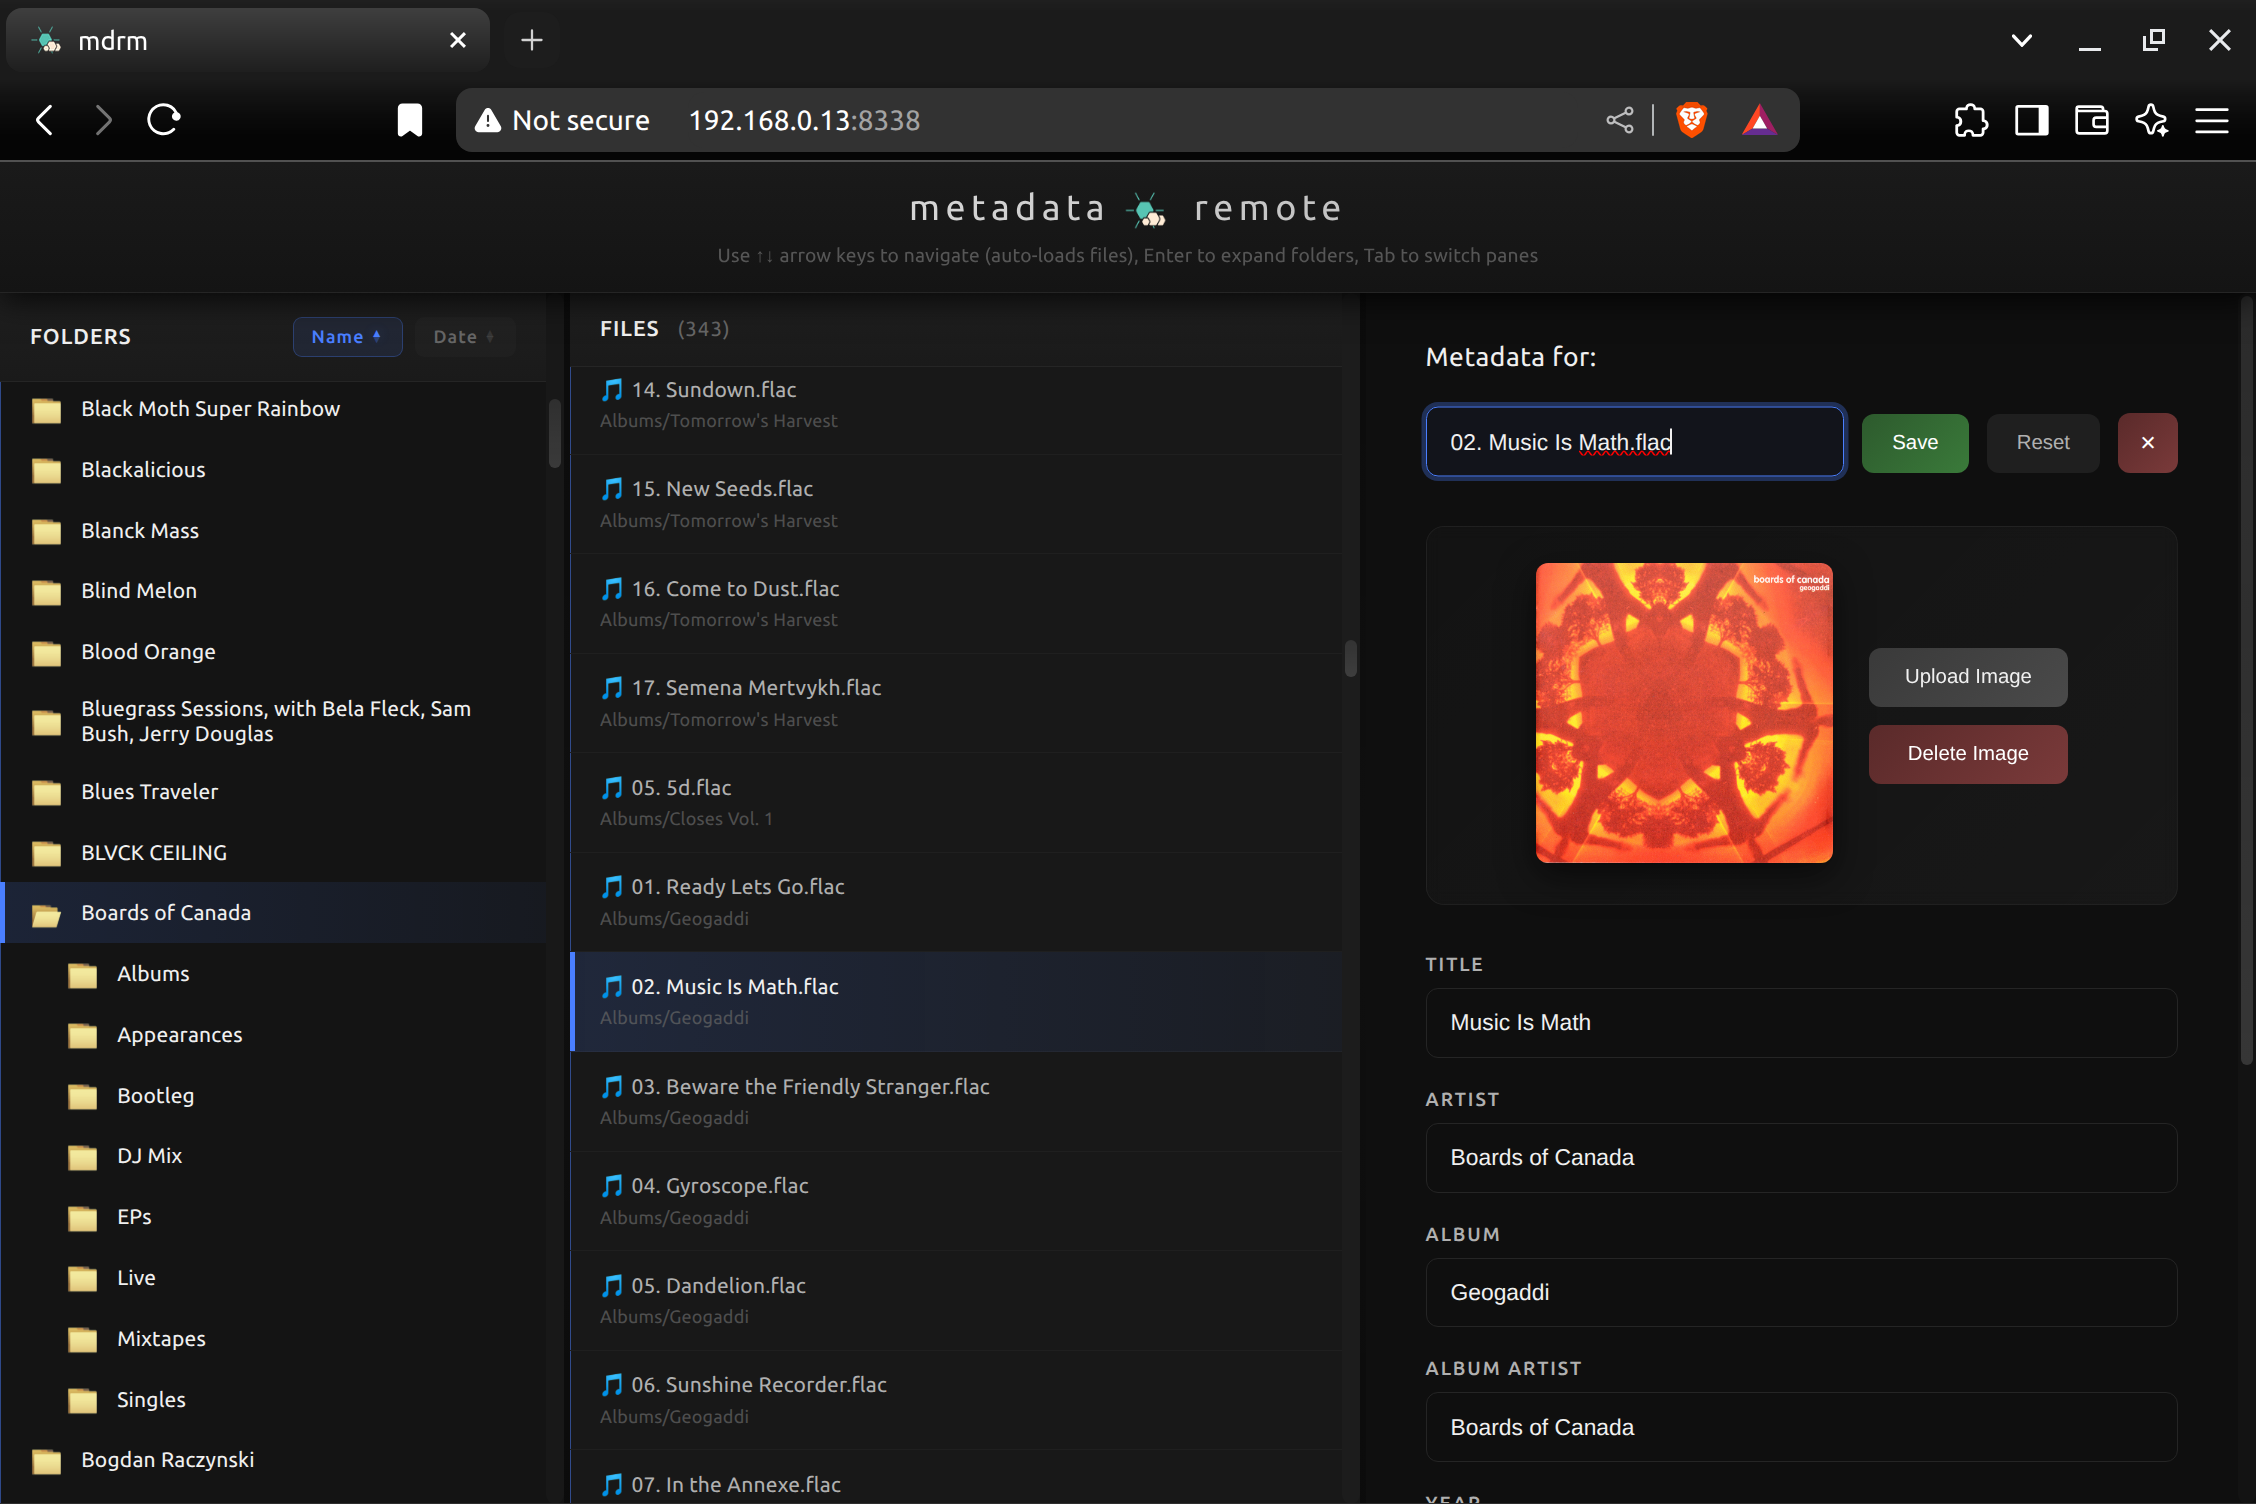 mdrm
Not secure 192.168.0.13:8338
metadata remote
Use ↑↓ arrow keys to navigate (auto-loads files), Enter to expand folders, Tab to switch panes
FOLDERS
Name
Date
Black Moth Super Rainbow
Blackalicious
Blanck Mass
Blind Melon
Blood Orange
Bluegrass Sessions, with Bela Fleck, Sam
Bush, Jerry Douglas
Blues Traveler
BLVCK CEILING
Boards of Canada
Albums
Appearances
Bootleg
DJ Mix
EPs
Live
Mixtapes
Singles
Bogdan Raczynski
FILES (343)
14. Sundown.flac
Albums/Tomorrow's Harvest
15. New Seeds.flac
Albums/Tomorrow's Harvest
16. Come to Dust.flac
Albums/Tomorrow's Harvest
17. Semena Mertvykh.flac
Albums/Tomorrow's Harvest
05. 5d.flac
Albums/Closes Vol. 1
01. Ready Lets Go.flac
Albums/Geogaddi
02. Music Is Math.flac
Albums/Geogaddi
03. Beware the Friendly Stranger.flac
Albums/Geogaddi
04. Gyroscope.flac
Albums/Geogaddi
05. Dandelion.flac
Albums/Geogaddi
06. Sunshine Recorder.flac
Albums/Geogaddi
07. In the Annexe.flac
Metadata for:
02. Music Is Math.flac
Save
Reset
boards of canada
geogaddi
Upload Image
Delete Image
TITLE
Music Is Math
ARTIST
Boards of Canada
ALBUM
Geogaddi
ALBUM ARTIST
Boards of Canada
YEAR